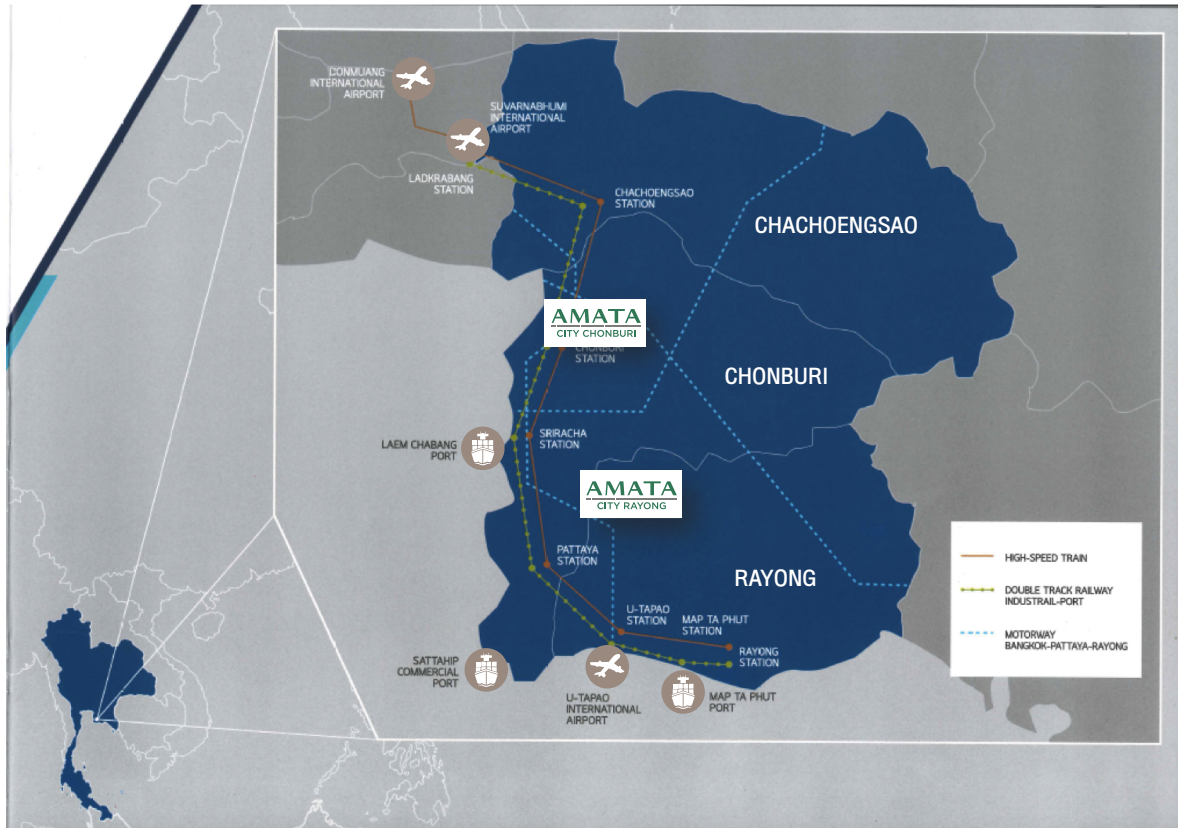 DONMUANG
INTERNATIONAL
AIRPORT
SUVARNABHUMI
INTERNATIONAL
AIRPORT
LADKRABANG
STATION
CHACHOENGSAO
STATION
CHACHOENGSAO
AMATA
CITY CHONBURI
CHONBURI
STATION
CHONBURI
LAEM CHABANG
PORT
SRIRACHA
STATION
AMATA
CITY RAYONG
PATTAYA
STATION
RAYONG
U-TAPAO
STATION
MAP TA PHUT
STATION
RAYONG
STATION
SATTAHIP
COMMERCIAL
PORT
U-TAPAO
INTERNATIONAL
AIRPORT
MAP TA PHUT
PORT
HIGH-SPEED TRAIN
DOUBLE TRACK RAILWAY
INDUSTRAIL-PORT
MOTORWAY
BANGKOK-PATTAYA-RAYONG